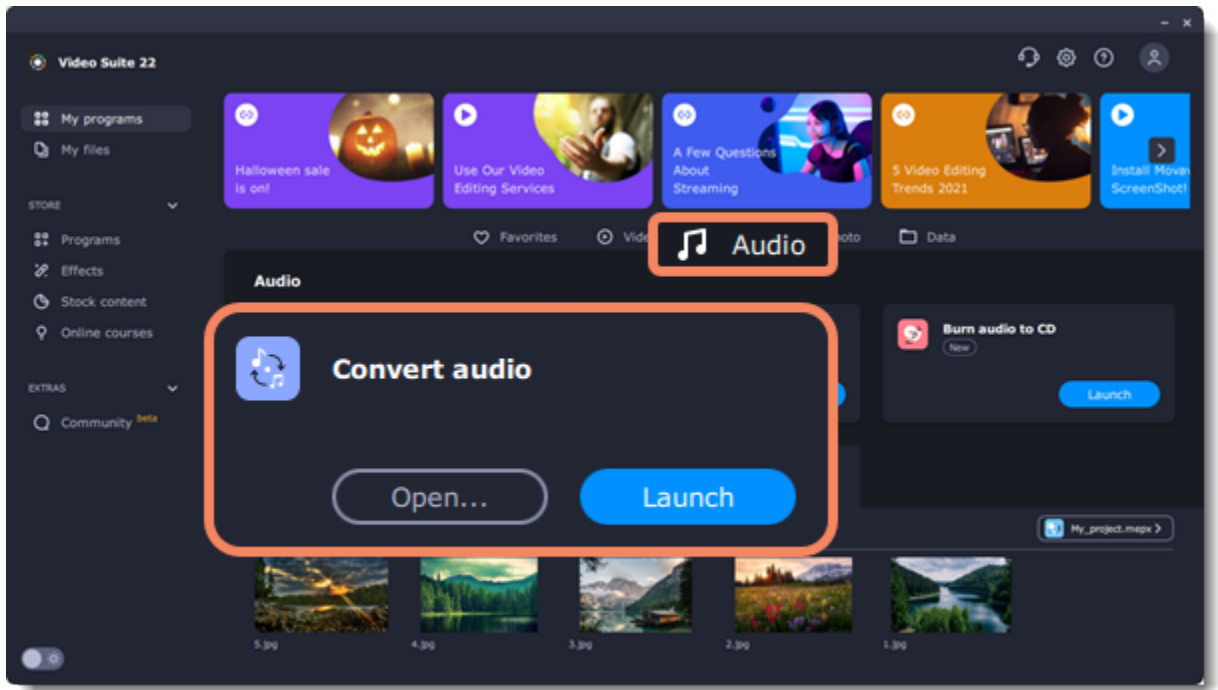 Video Suite 22
My programs
My files
STORE
Programs
Effects
Stock content
Online courses
EXTRAS
Community beta
Halloween sale
is on!
Use Our Video
Editing Services
A Few Questions
About
Streaming
5 Video Editing
Trends 2021
Install Movav
ScreenShot!
Favorites
Vide
Audio
oto
Data
Audio
Convert audio
Open...
Launch
Burn audio to CD
New
Launch
My_project.mepx
5.jpg
4.jpg
3.jpg
2.jpg
1.jpg